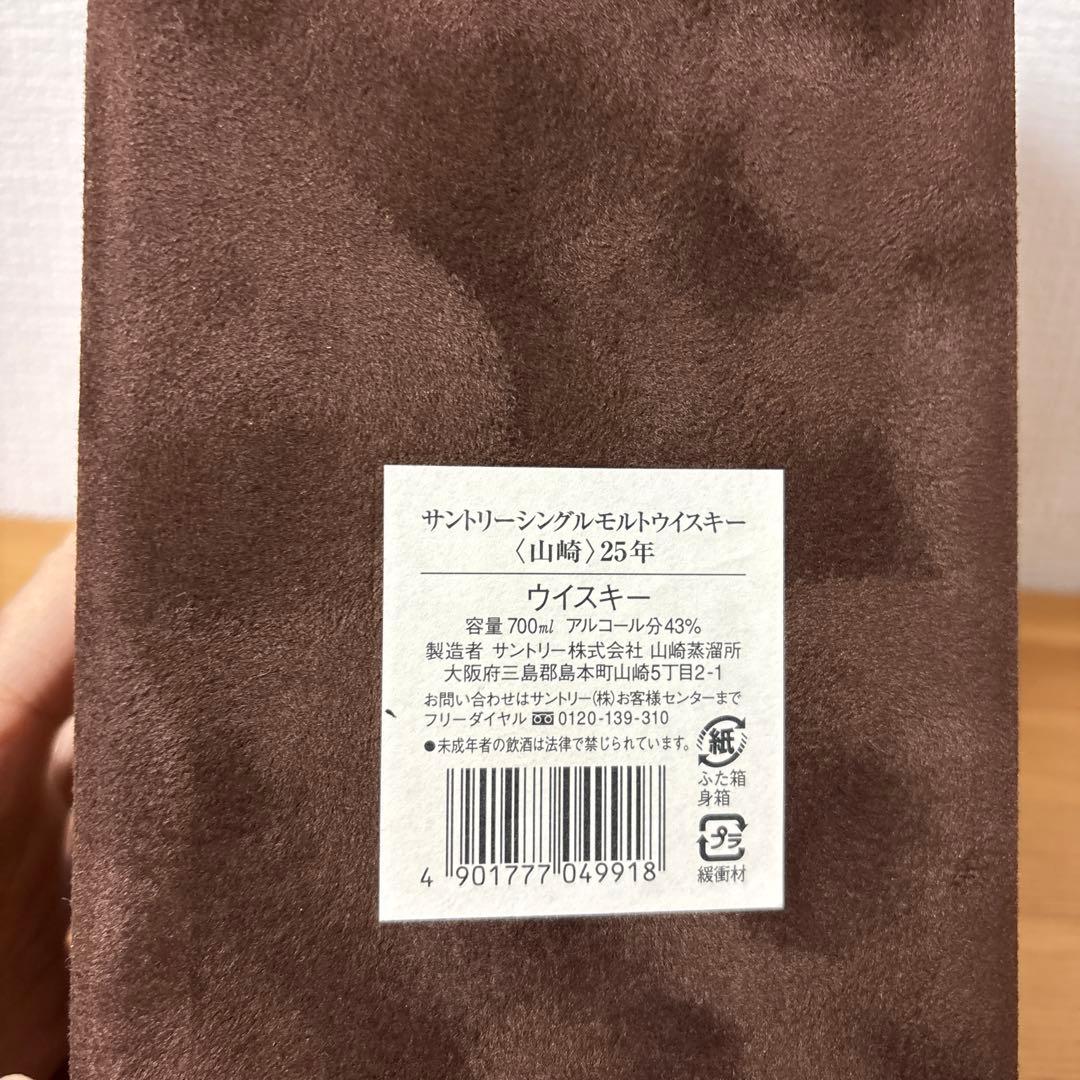 サントリーシングルモルトウイスキー
〈山崎〉25年
ウイスキー
容量 700ml アルコール分43%
製造者 サントリー株式会社 山崎蒸溜所
大阪府三島郡島本町山崎5丁目2-1
お問い合わせはサントリー(株)お客様センターまで
フリーダイヤル 0120-139-310
●未成年者の飲酒は法律で禁じられています。
紙
ふた箱
身箱
プラ
緩衝材
4 901777 049918